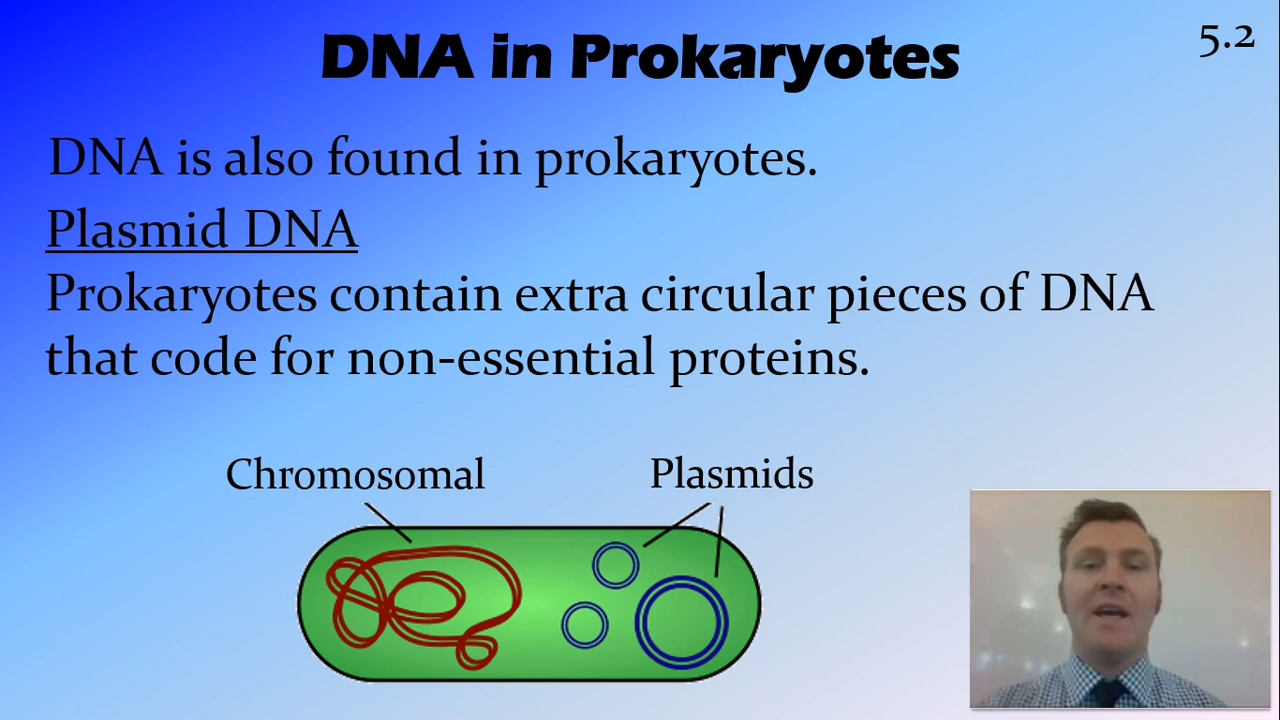 DNA in Prokaryotes
5.2
DNA is also found in prokaryotes.
Plasmid DNA
Prokaryotes contain extra circular pieces of DNA
that code for non-essential proteins.
Chromosomal
Plasmids